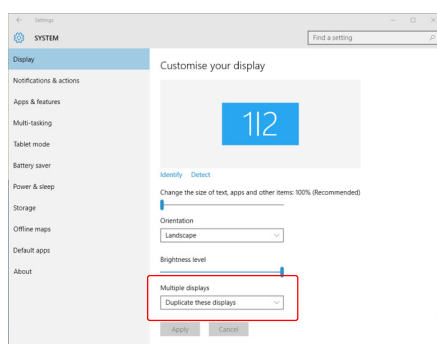 Settings
SYSTEM
Find a setting
Display
Notifications & actions
Apps & features
Multi-tasking
Tablet mode
Battery saver
Power & sleep
Storage
Offline maps
Default apps
About
Customise your display
1|2
Identify Detect
Change the size of text, apps and other items: 100% (Recommended)
Orientation
Landscape
Brightness level
Multiple displays
Duplicate these displays
Apply Cancel